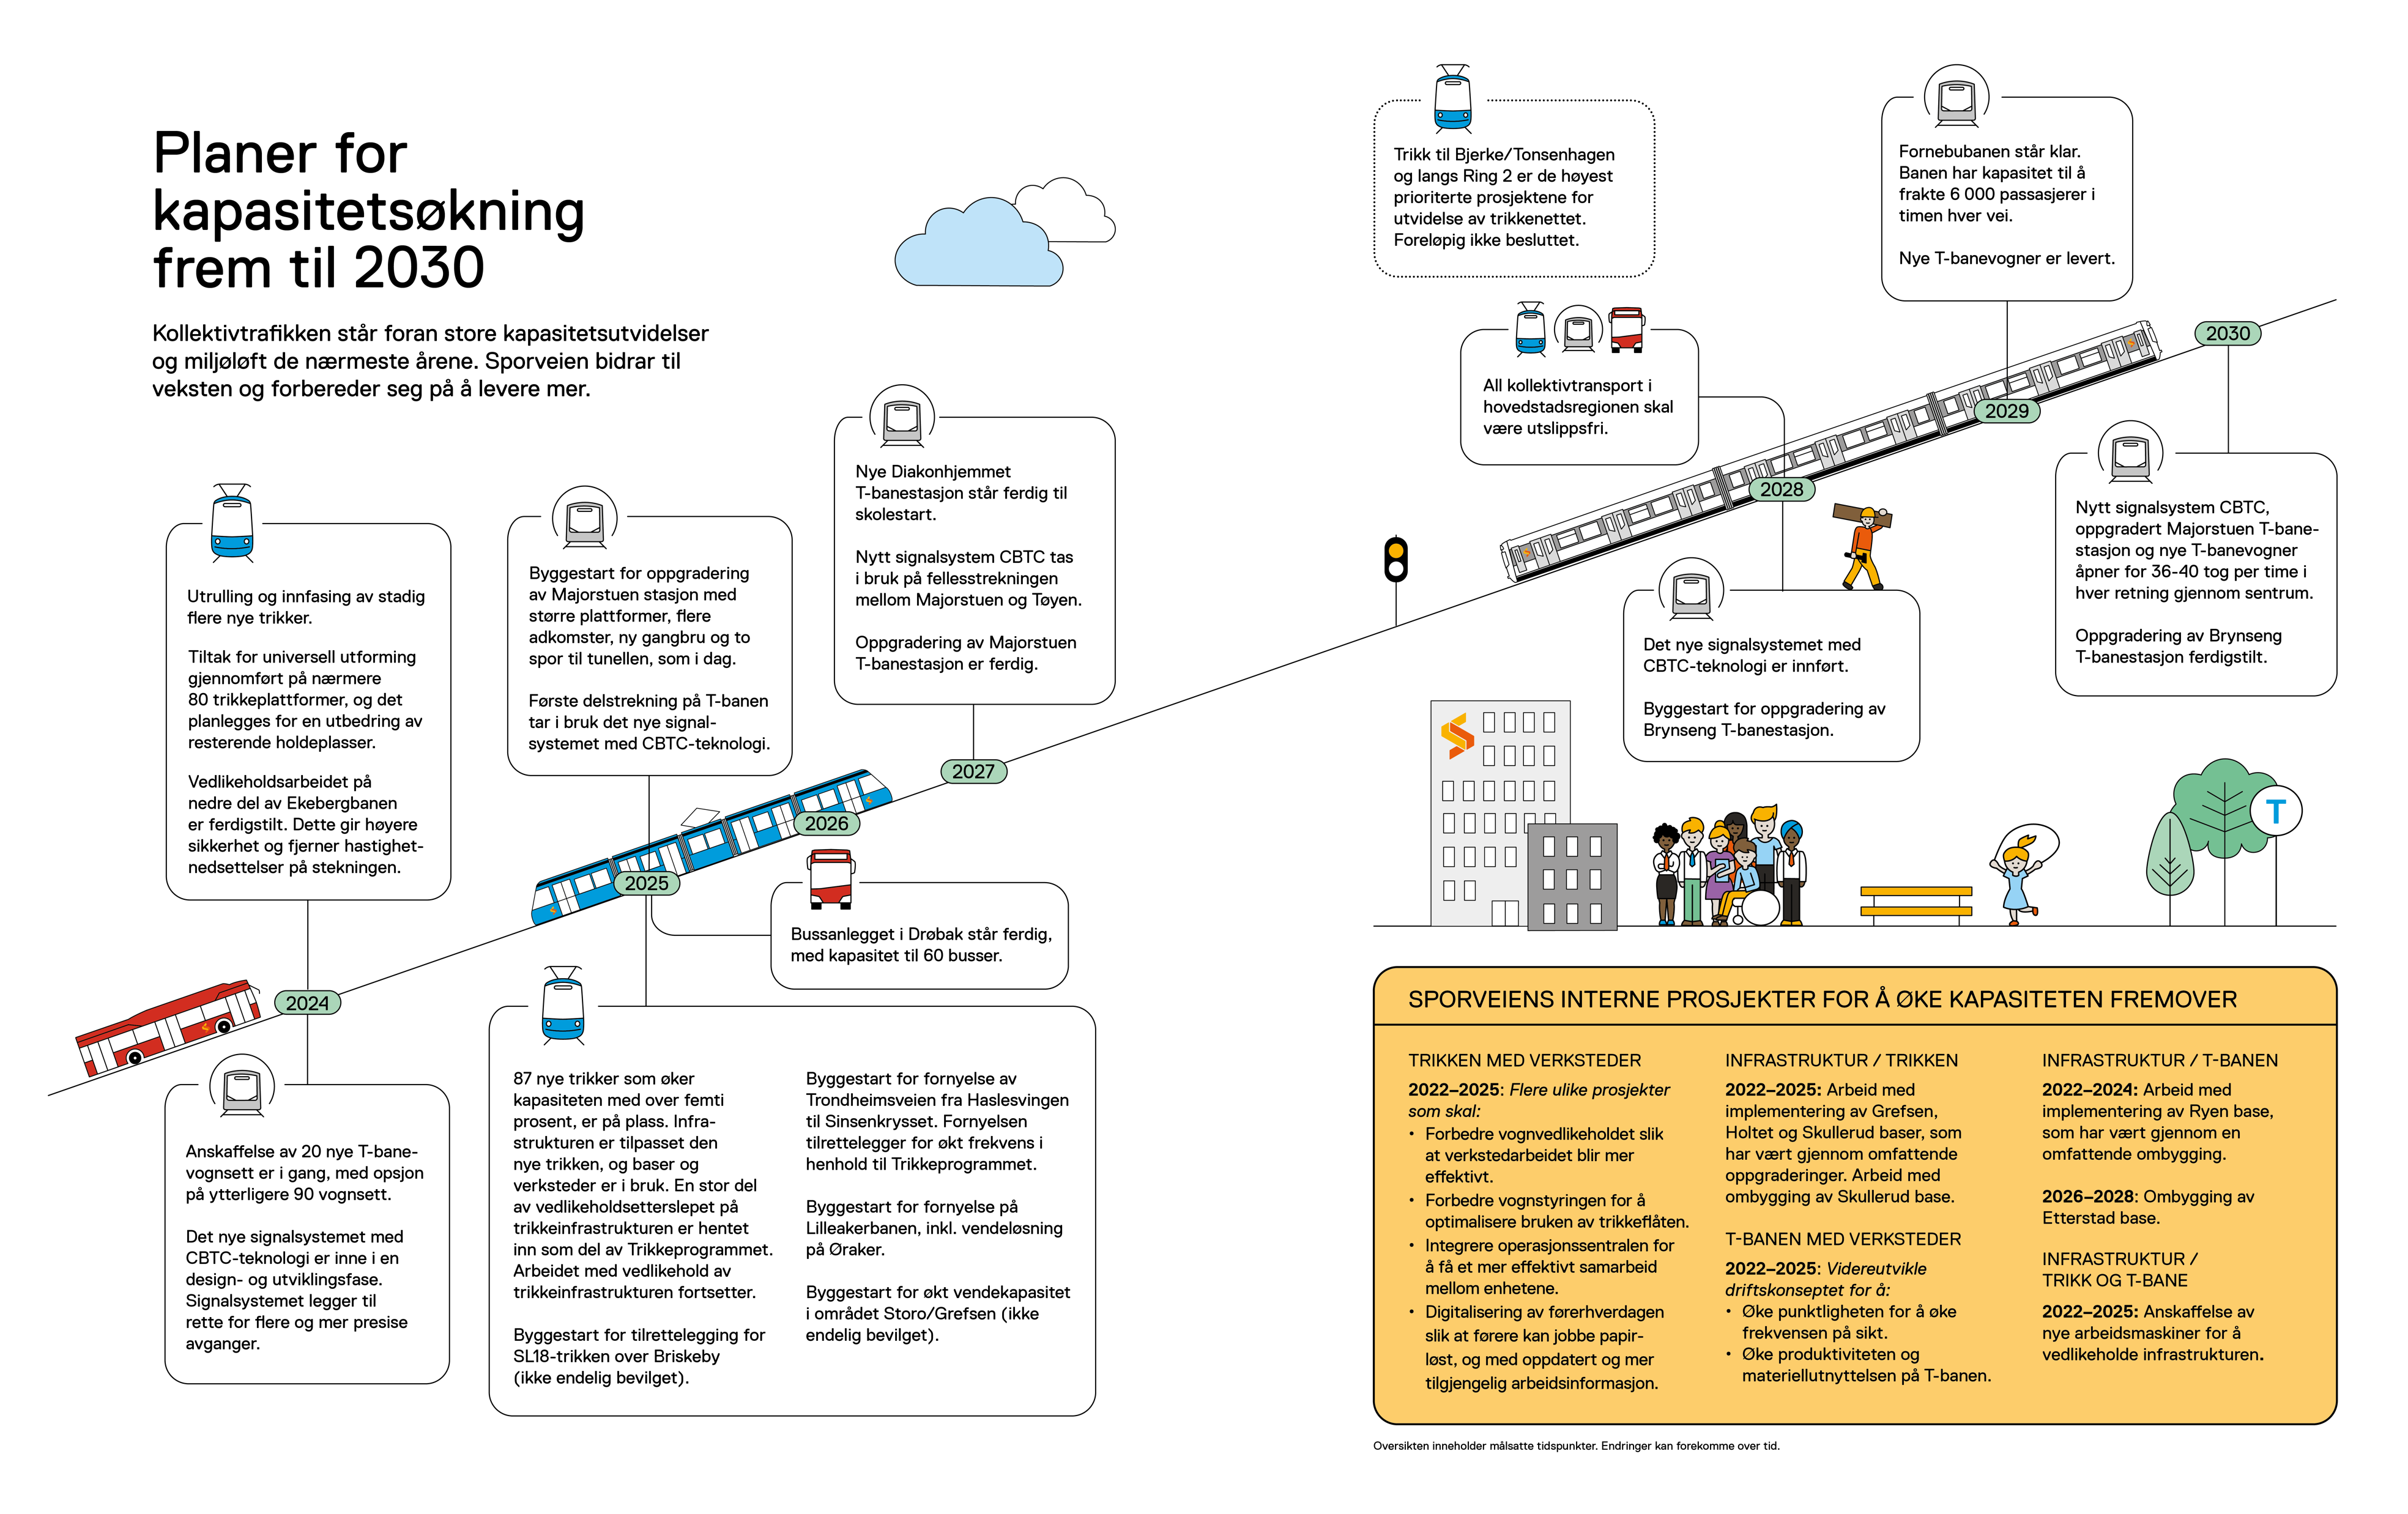 Planer for
kapasitetsøkning
frem til 2030
Kollektivtrafikken står foran store kapasitetsutvidelser
og miljøløft de nærmeste årene. Sporveien bidrar til
veksten og forbereder seg på å levere mer.
Utrulling og innfasing av stadig
flere nye trikker.
Tiltak for universell utforming
gjennomført på nærmere
80 trikkeplattformer, og det
planlegges for en utbedring av
resterende holdeplasser.
Vedlikeholdsarbeidet på
nedre del av Ekebergbanen
er ferdigstilt. Dette gir høyere
sikkerhet og fjerner hastighet-
nedsettelser på stekningen.
2024
Anskaffelse av 20 nye T-bane-
vognsett er i gang, med opsjon
på ytterligere 90 vognsett.
Det nye signalsystemet med
CBTC-teknologi er inne i en
design- og utviklingsfase.
Signalsystemet legger til
rette for flere og mer presise
avganger.
Byggestart for oppgradering
av Majorstuen stasjon med
større plattformer, flere
adkomster, ny gangbru og to
spor til tunellen, som i dag.
Første delstrekning på T-banen
tar i bruk det nye signal-
systemet med CBTC-teknologi.
2025
Bussanlegget i Drøbak står ferdig,
med kapasitet til 60 busser.
87 nye trikker som øker
kapasiteten med over femti
prosent, er på plass. Infra-
strukturen er tilpasset den
nye trikken, og baser og
verksteder er i bruk. En stor del
av vedlikeholdsetterslepet på
trikkeinfrastrukturen er hentet
inn som del av Trikkeprogrammet.
Arbeidet med vedlikehold av
trikkeinfrastrukturen fortsetter.
Byggestart for tilrettelegging for
SL18-trikken over Briskeby
(ikke endelig bevilget).
Byggestart for fornyelse av
Trondheimsveien fra Haslesvingen
til Sinsenkrysset. Fornyelsen
tilrettelegger for økt frekvens i
henhold til Trikkeprogrammet.
Byggestart for fornyelse på
Lilleakerbanen, inkl. vendeløsning
på Øraker.
Byggestart for økt vendekapasitet
i området Storo/Grefsen (ikke
endelig bevilget).
2026
Nye Diakonhjemmet
T-banestasjon står ferdig til
skolestart.
Nytt signalsystem CBTC tas
i bruk på fellesstrekningen
mellom Majorstuen og Tøyen.
Oppgradering av Majorstuen
T-banestasjon er ferdig.
2027
Trikk til Bjerke/Tonsenhagen
og langs Ring 2 er de høyest
prioriterte prosjektene for
utvidelse av trikkenettet.
Foreløpig ikke besluttet.
All kollektivtransport i
hovedstadsregionen skal
være utslippsfri.
2028
Det nye signalsystemet med
CBTC-teknologi er innført.
Byggestart for oppgradering av
Brynseng T-banestasjon.
Fornebubanen står klar.
Banen har kapasitet til å
frakte 6 000 passasjerer i
timen hver vei.
Nye T-banevogner er levert.
2029
2030
Nytt signalsystem CBTC,
oppgradert Majorstuen T-bane-
stasjon og nye T-banevogner
åpner for 36-40 tog per time i
hver retning gjennom sentrum.
Oppgradering av Brynseng
T-banestasjon ferdigstilt.
T
SPORVEIENS INTERNE PROSJEKTER FOR Å ØKE KAPASITETEN FREMOVER
TRIKKEN MED VERKSTEDER
2022–2025: Flere ulike prosjekter
som skal:
• Forbedre vognvedlikeholdet slik
at verkstedarbeidet blir mer
effektivt.
• Forbedre vognstyringen for å
optimalisere bruken av trikkeflåten.
• Integrere operasjonssentralen for
å få et mer effektivt samarbeid
mellom enhetene.
• Digitalisering av førerhverdagen
slik at førere kan jobbe papir-
løst, og med oppdatert og mer
tilgjengelig arbeidsinformasjon.
INFRASTRUKTUR / TRIKKEN
2022–2025: Arbeid med
implementering av Grefsen,
Holtet og Skullerud baser, som
har vært gjennom omfattende
oppgraderinger. Arbeid med
ombygging av Skullerud base.
T-BANEN MED VERKSTEDER
2022–2025: Videreutvikle
driftskonseptet for å:
• Øke punktligheten for å øke
frekvensen på sikt.
• Øke produktiviteten og
materiellutnyttelsen på T-banen.
INFRASTRUKTUR / T-BANEN
2022–2024: Arbeid med
implementering av Ryen base,
som har vært gjennom en
omfattende ombygging.
2026–2028: Ombygging av
Etterstad base.
INFRASTRUKTUR /
TRIKK OG T-BANE
2022–2025: Anskaffelse av
nye arbeidsmaskiner for å
vedlikeholde infrastrukturen.
Oversikten inneholder målsatte tidspunkter. Endringer kan forekomme over tid.